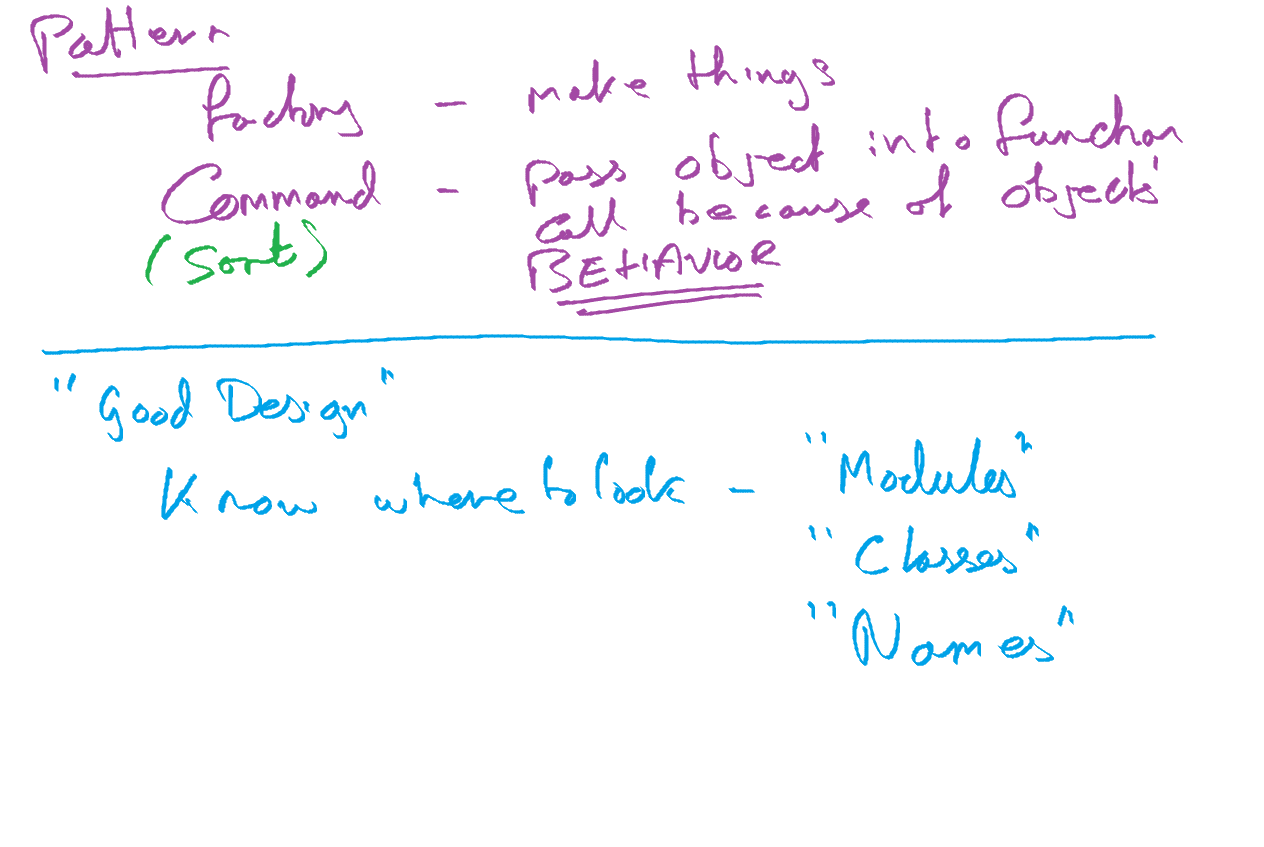 Pattern
Factory - make things
Command - pass object into function
(sort) call because of objects'
BEHAVIOR
"Good Design"
Know where to look - "Modules"
"Classes"
"Names"